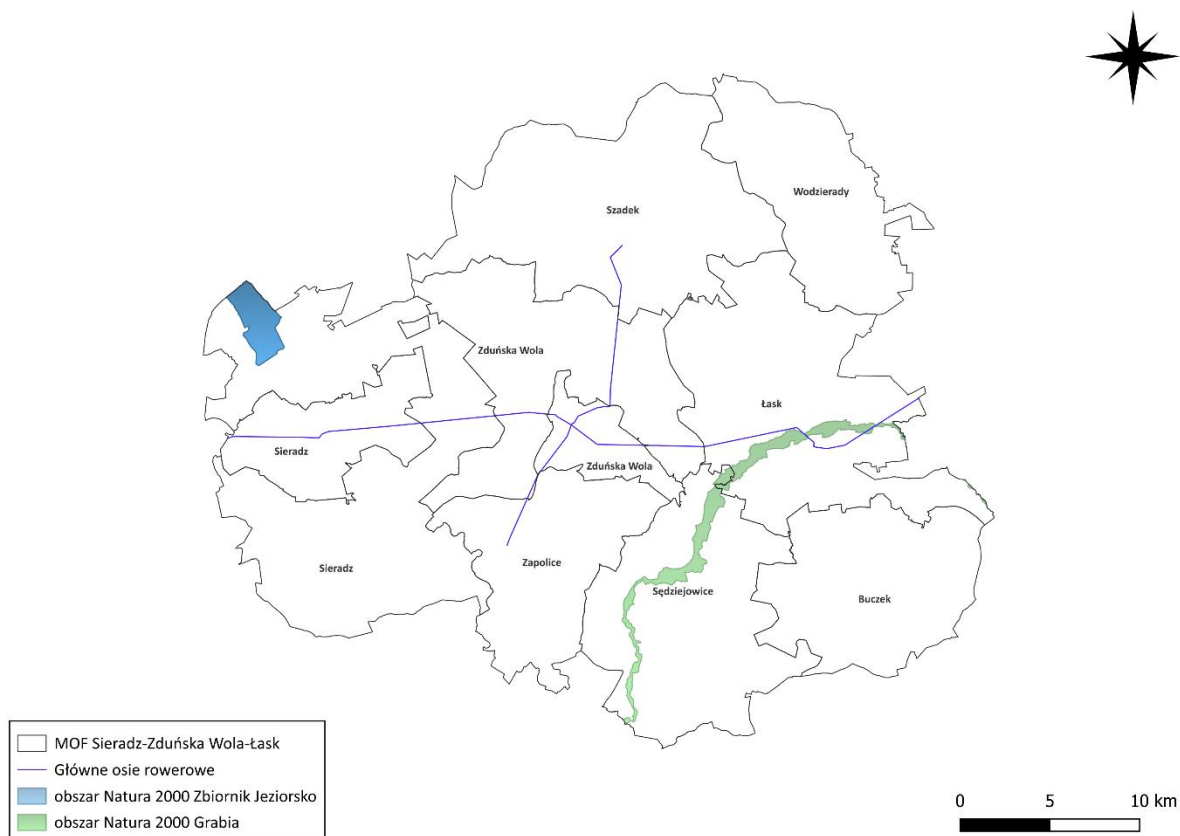 Wodzierady
Szadek
Zduńska Wola
Łask
Sieradz
Zduńska Wola
Sieradz
Zapolice
Sędziejowice
Buczek
MOF Sieradz-Zduńska Wola-Łask
Główne osie rowerowe
obszar Natura 2000 Zbiornik Jeziorsko
obszar Natura 2000 Grabia
0 5 10 km